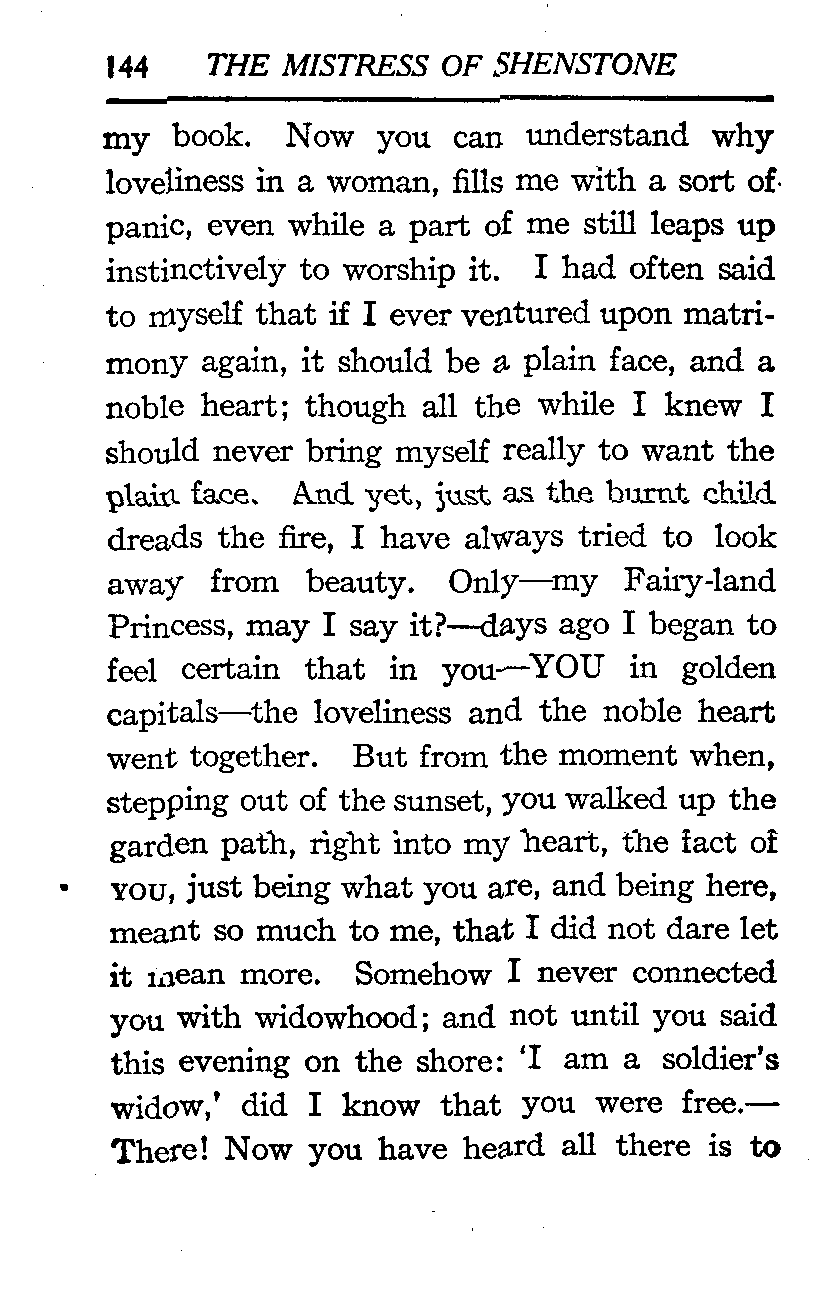 144 THE MISTRESS OF SHENSTONE
my book. Now you can understand why
loveliness in a woman, fills me with a sort of
panic, even while a part of me still leaps up
instinctively to worship it. I had often said
to myself that if I ever ventured upon matri-
mony again, it should be a plain face, and a
noble heart; though all the while I knew I
should never bring myself really to want the
plain face. And yet, just as the burnt child
dreads the fire, I have always tried to look
away from beauty. Only—my Fairy-land
Princess, may I say it?—days ago I began to
feel certain that in you—YOU in golden
capitals—the loveliness and the noble heart
went together. But from the moment when,
stepping out of the sunset, you walked up the
garden path, right into my heart, the fact of
YOU, just being what you are, and being here,
meant so much to me, that I did not dare let
it mean more. Somehow I never connected
you with widowhood; and not until you said
this evening on the shore: 'I am a soldier's
widow,' did I know that you were free.—
There! Now you have heard all there is to